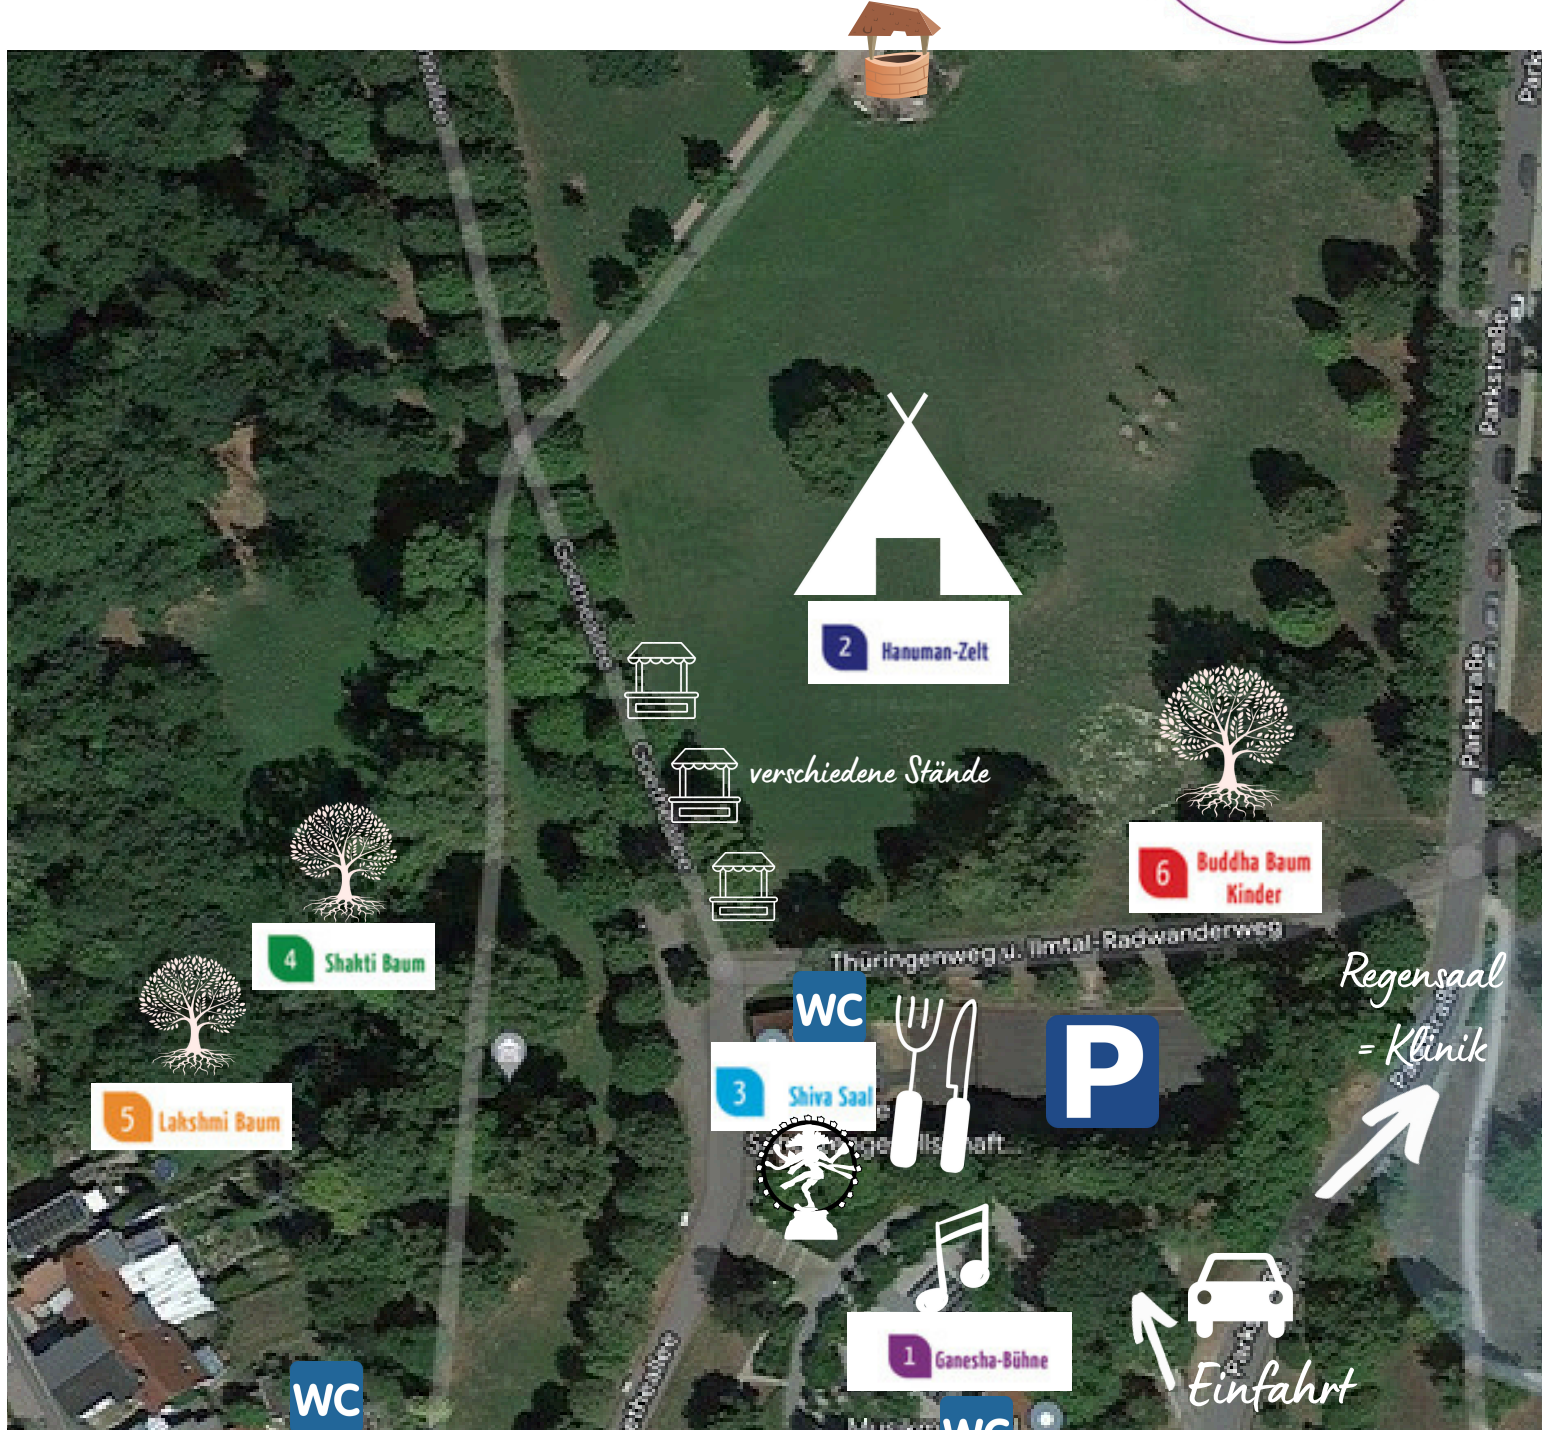 Parkstraße
2 Hanuman-Zelt
Parkstraße
verschiedene Stände
6 Buddha Baum
Kinder
4 Shakti Baum
Thüringenweg u. Ilmtal-Radwanderweg
Regensaal
= Klinik
WC
P
3 Shiva Saal
5 Lakshmi Baum
1 Ganesha-Bühne
Einfahrt
WC
WC